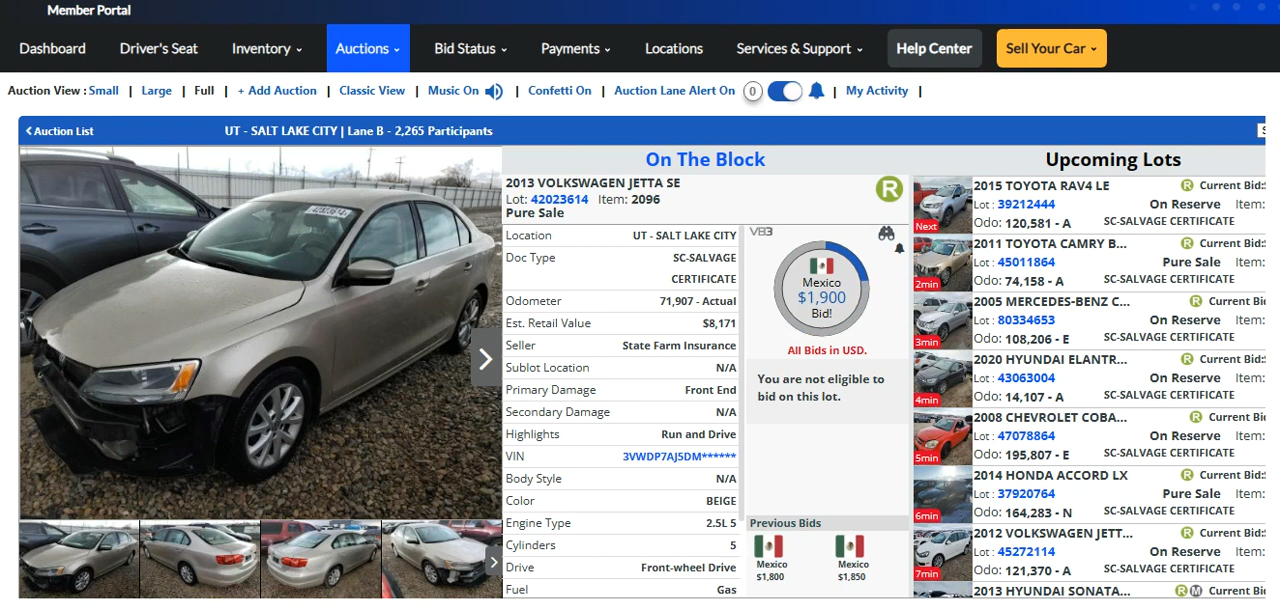 Member Portal
Dashboard Driver's Seat Inventory Auctions Bid Status Payments Locations Services & Support Help Center Sell Your Car
Auction View : Small | Large | Full | + Add Auction | Classic View | Music On | Confetti On | Auction Lane Alert On 0 | My Activity |
Auction List UT - SALT LAKE CITY | Lane B - 2,265 Participants
On The Block
2013 VOLKSWAGEN JETTA SE
R
Lot: 42023614 Item: 2096
Pure Sale
Location UT - SALT LAKE CITY
Doc Type SC-SALVAGE
CERTIFICATE
Odometer 71,907 - Actual
Est. Retail Value $8,171
Seller State Farm Insurance
Sublot Location N/A
Primary Damage Front End
Secondary Damage N/A
Highlights Run and Drive
VIN 3VWDP7AJ5DM******
Body Style N/A
Color BEIGE
Engine Type 2.5L 5
Cylinders 5
Drive Front-wheel Drive
Fuel Gas
VB3
Mexico
$1,900
Bid!
All Bids in USD.
You are not eligible to
bid on this lot.
Previous Bids
Mexico Mexico
$1,800 $1,850
Upcoming Lots
2015 TOYOTA RAV4 LE R Current Bid:
Lot : 39212444 On Reserve Item:
Next Odo: 120,581 - A SC-SALVAGE CERTIFICATE
2011 TOYOTA CAMRY B... R Current Bid:
Lot : 45011864 Pure Sale Item:
2min Odo: 74,158 - A SC-SALVAGE CERTIFICATE
2005 MERCEDES-BENZ C... R Current Bi
Lot : 80334653 On Reserve Item:
3min Odo: 108,206 - E SC-SALVAGE CERTIFICATE
2020 HYUNDAI ELANTR... R Current Bi
Lot : 43063004 On Reserve Item:
4min Odo: 14,107 - A SC-SALVAGE CERTIFICATE
2008 CHEVROLET COBA... R Current Bi
Lot : 47078864 On Reserve Item:
5min Odo: 195,807 - E SC-SALVAGE CERTIFICATE
2014 HONDA ACCORD LX R Current Bid:
Lot : 37920764 Pure Sale Item:
6min Odo: 164,283 - N SC-SALVAGE CERTIFICATE
2012 VOLKSWAGEN JETT... R Current Bid:
Lot : 45272114 On Reserve Item:
7min Odo: 121,370 - A SC-SALVAGE CERTIFICATE
2013 HYUNDAI SONATA... R M Current Bi